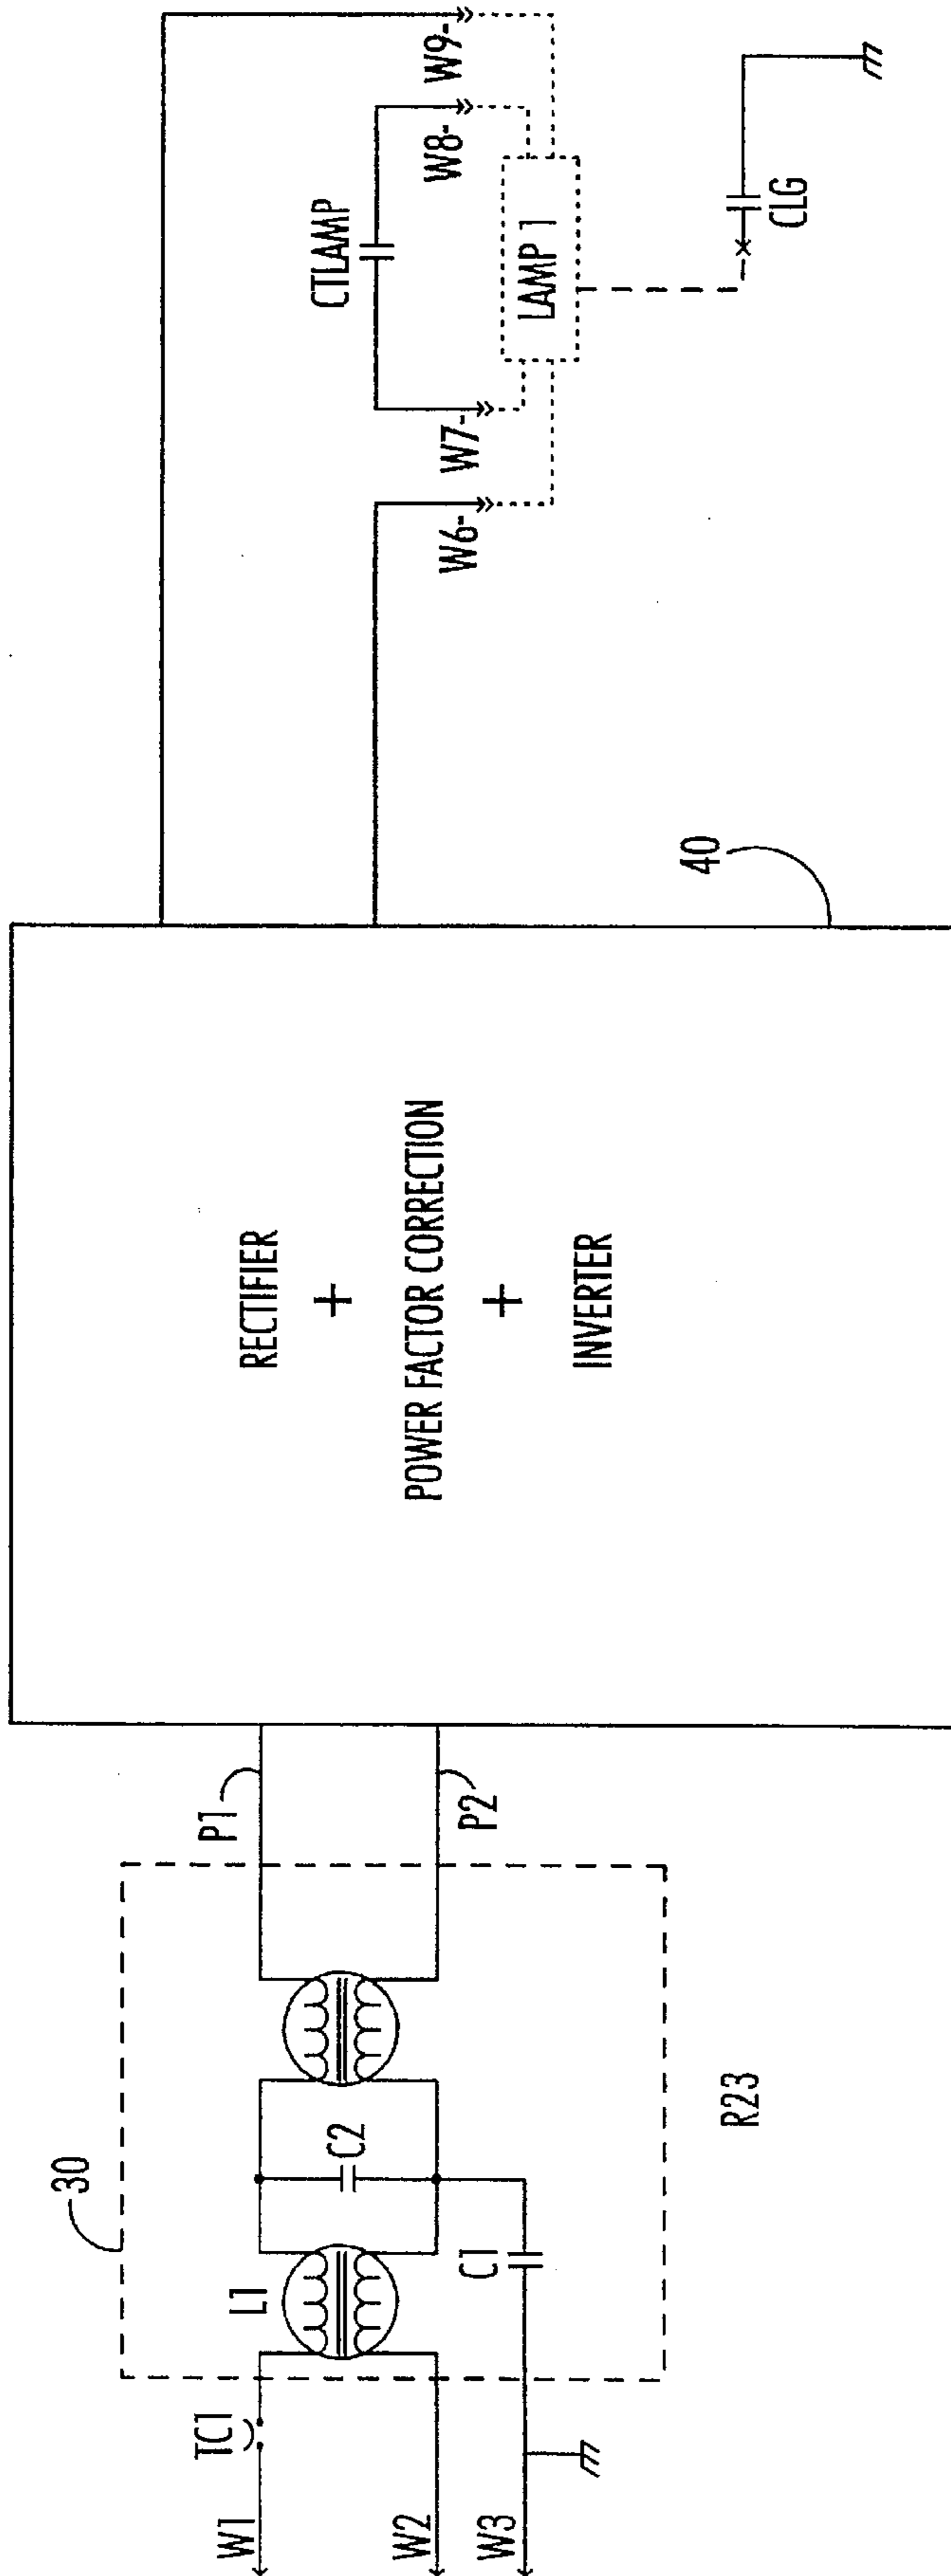 W1
TC1
W2
W3
30
L1
C2
C1
R23
P1
P2
RECTIFIER
+
POWER FACTOR CORRECTION
+
INVERTER
40
W6-
W7-
CTLAMP
LAMP 1
W8-
W9-
CLG